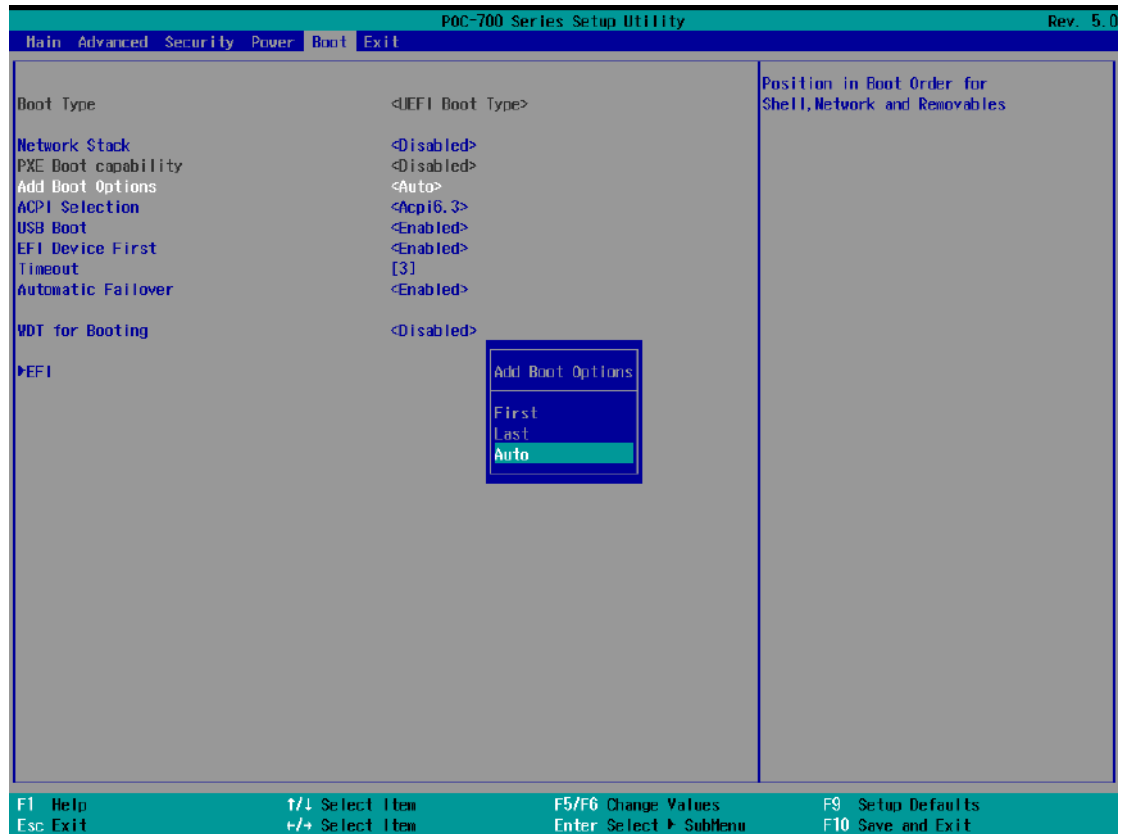 POC-700 Series Setup Utility Rev. 5.0
Main Advanced Security Power Boot Exit
Position in Boot Order for
Shell,Network and Removables
Boot Type <UEFI Boot Type>
Network Stack <Disabled>
PXE Boot capability <Disabled>
Add Boot Options <Auto>
ACPI Selection <Acpi6.3>
USB Boot <Enabled>
EFI Device First <Enabled>
Timeout [3]
Automatic Failover <Enabled>
WDT for Booting <Disabled>
▶EFI
Add Boot Options
First
Last
Auto
F1 Help ↑/↓ Select Item F5/F6 Change Values F9 Setup Defaults
Esc Exit ←/→ Select Item Enter Select ▶ SubMenu F10 Save and Exit